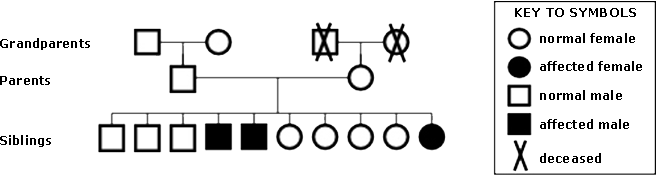 Grandparents
Parents
Siblings
KEY TO SYMBOLS
normal female
affected female
normal male
affected male
deceased